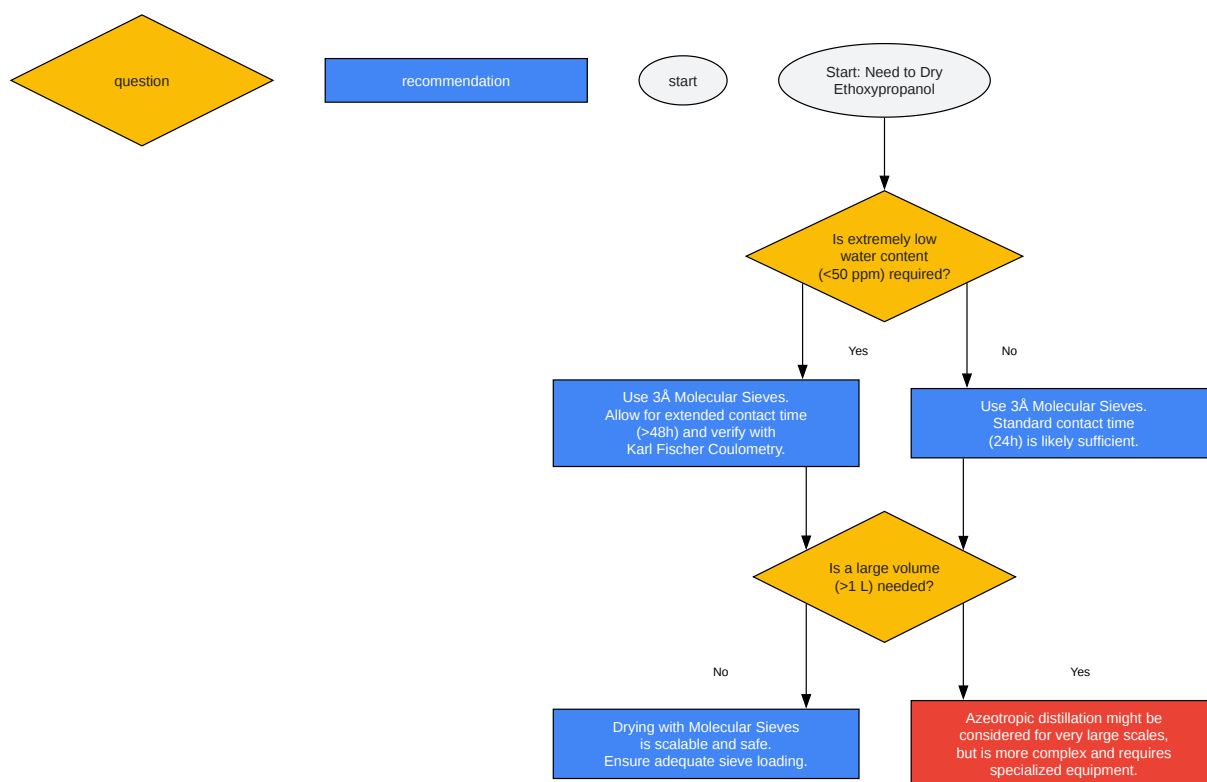 question
recommendation
start
Start: Need to Dry
Ethoxypropanol
Is extremely low
water content
(<50 ppm) required?
Yes
No
Use 3Å Molecular Sieves.
Allow for extended contact time
(>48h) and verify with
Karl Fischer Coulometry.
Use 3Å Molecular Sieves.
Standard contact time
(24h) is likely sufficient.
Is a large volume
(>1 L) needed?
No
Yes
Drying with Molecular Sieves
is scalable and safe.
Ensure adequate sieve loading.
Azeotropic distillation might be
considered for very large scales,
but is more complex and requires
specialized equipment.